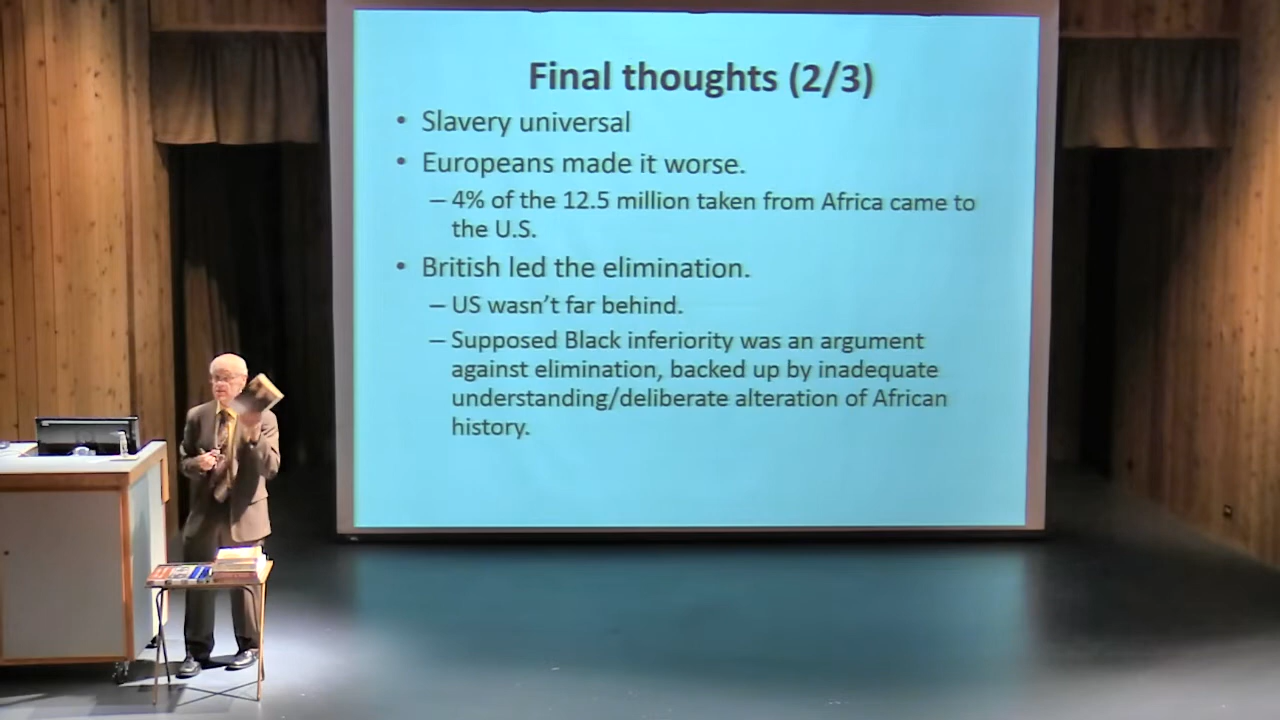 Final thoughts (2/3)
• Slavery universal
• Europeans made it worse.
– 4% of the 12.5 million taken from Africa came to
the U.S.
• British led the elimination.
– US wasn't far behind.
– Supposed Black inferiority was an argument
against elimination, backed up by inadequate
understanding/deliberate alteration of African
history.